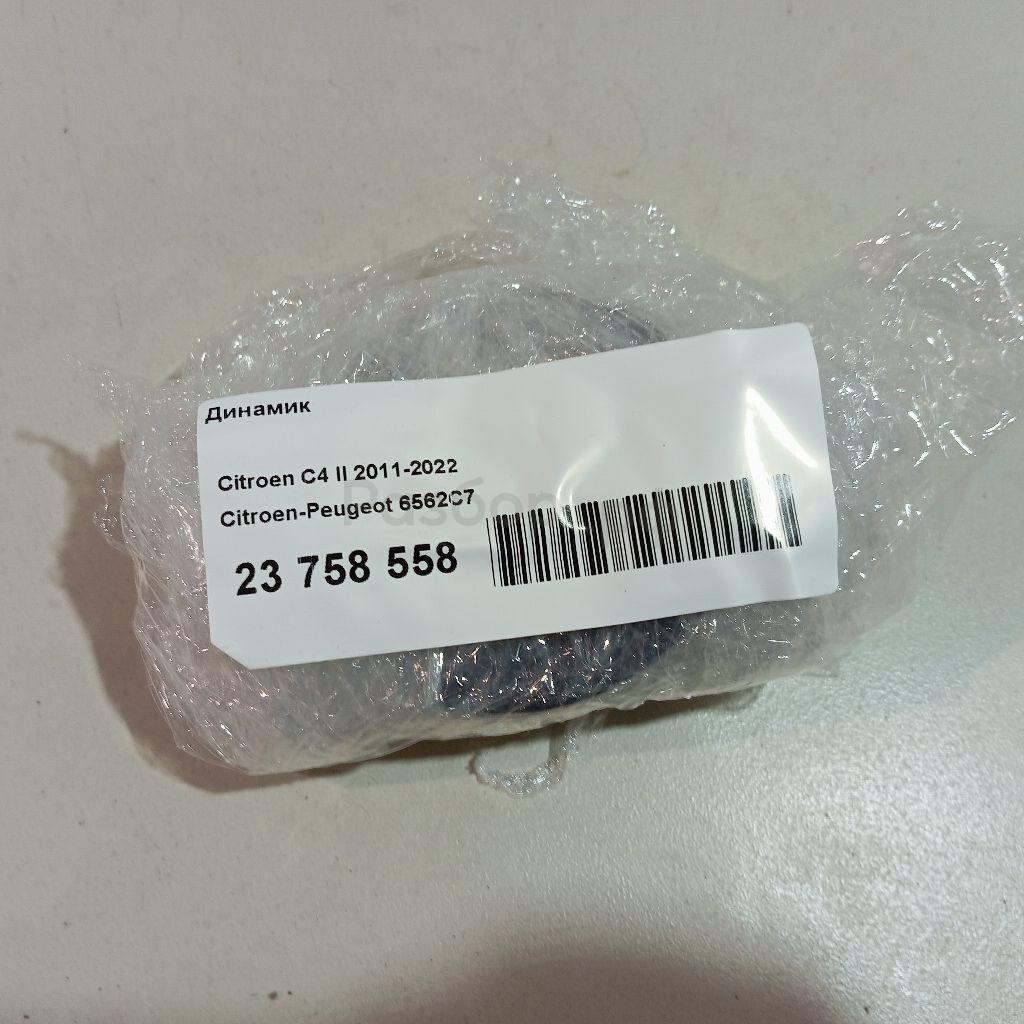 Динамик
Citroen C4 II 2011-2022
Citroen-Peugeot 6562C7
23 758 558